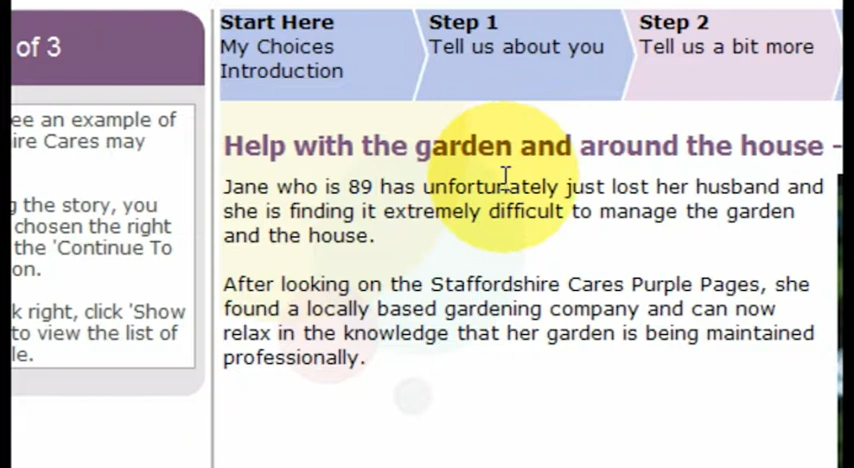 of 3
ee an example of
ire Cares may
g the story, you
chosen the right
the 'Continue To
on.
k right, click 'Show
to view the list of
le.
Start Here
My Choices
Introduction
Step 1
Tell us about you
Step 2
Tell us a bit more
Help with the garden and around the house -
Jane who is 89 has unfortunately just lost her husband and
she is finding it extremely difficult to manage the garden
and the house.
After looking on the Staffordshire Cares Purple Pages, she
found a locally based gardening company and can now
relax in the knowledge that her garden is being maintained
professionally.